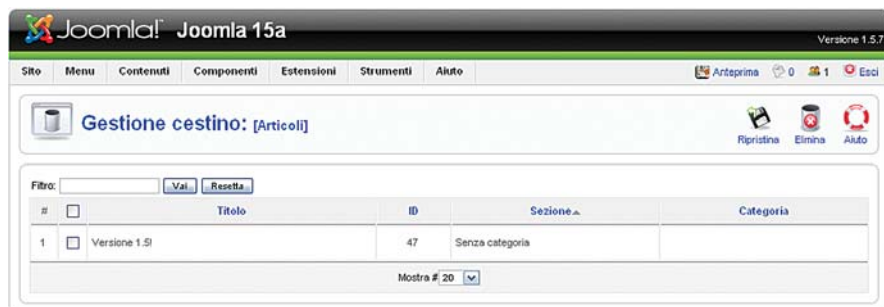 Joomla! Joomla 15a
Versione 1.5.7
Sito Menu Contenuti Componenti Estensioni Strumenti Aiuto Anteprima 0 1 Esci
Gestione cestino: [Articoli]
Ripristina Elimina Aiuto
Filtro: Vai Resetta
# Titolo ID Sezione Categoria
1 Versione 1.5! 47 Senza categoria
Mostra # 20